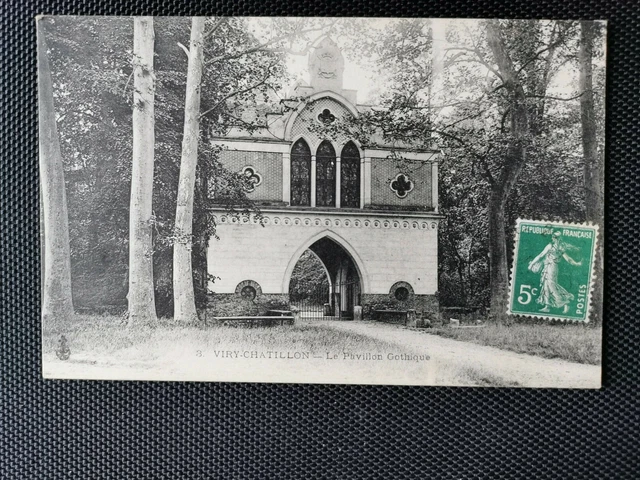 REPUBLIQUE FRANÇAISE
5c
POSTES
3. VIRY-CHATILLON — Le Pavillon Gothique